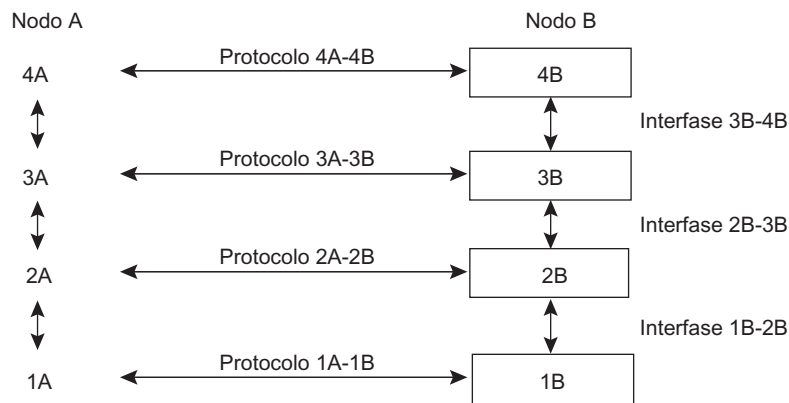 Nodo A
Nodo B
4A
Protocolo 4A-4B
4B
Interfase 3B-4B
3A
Protocolo 3A-3B
3B
Interfase 2B-3B
2A
Protocolo 2A-2B
2B
Interfase 1B-2B
1A
Protocolo 1A-1B
1B